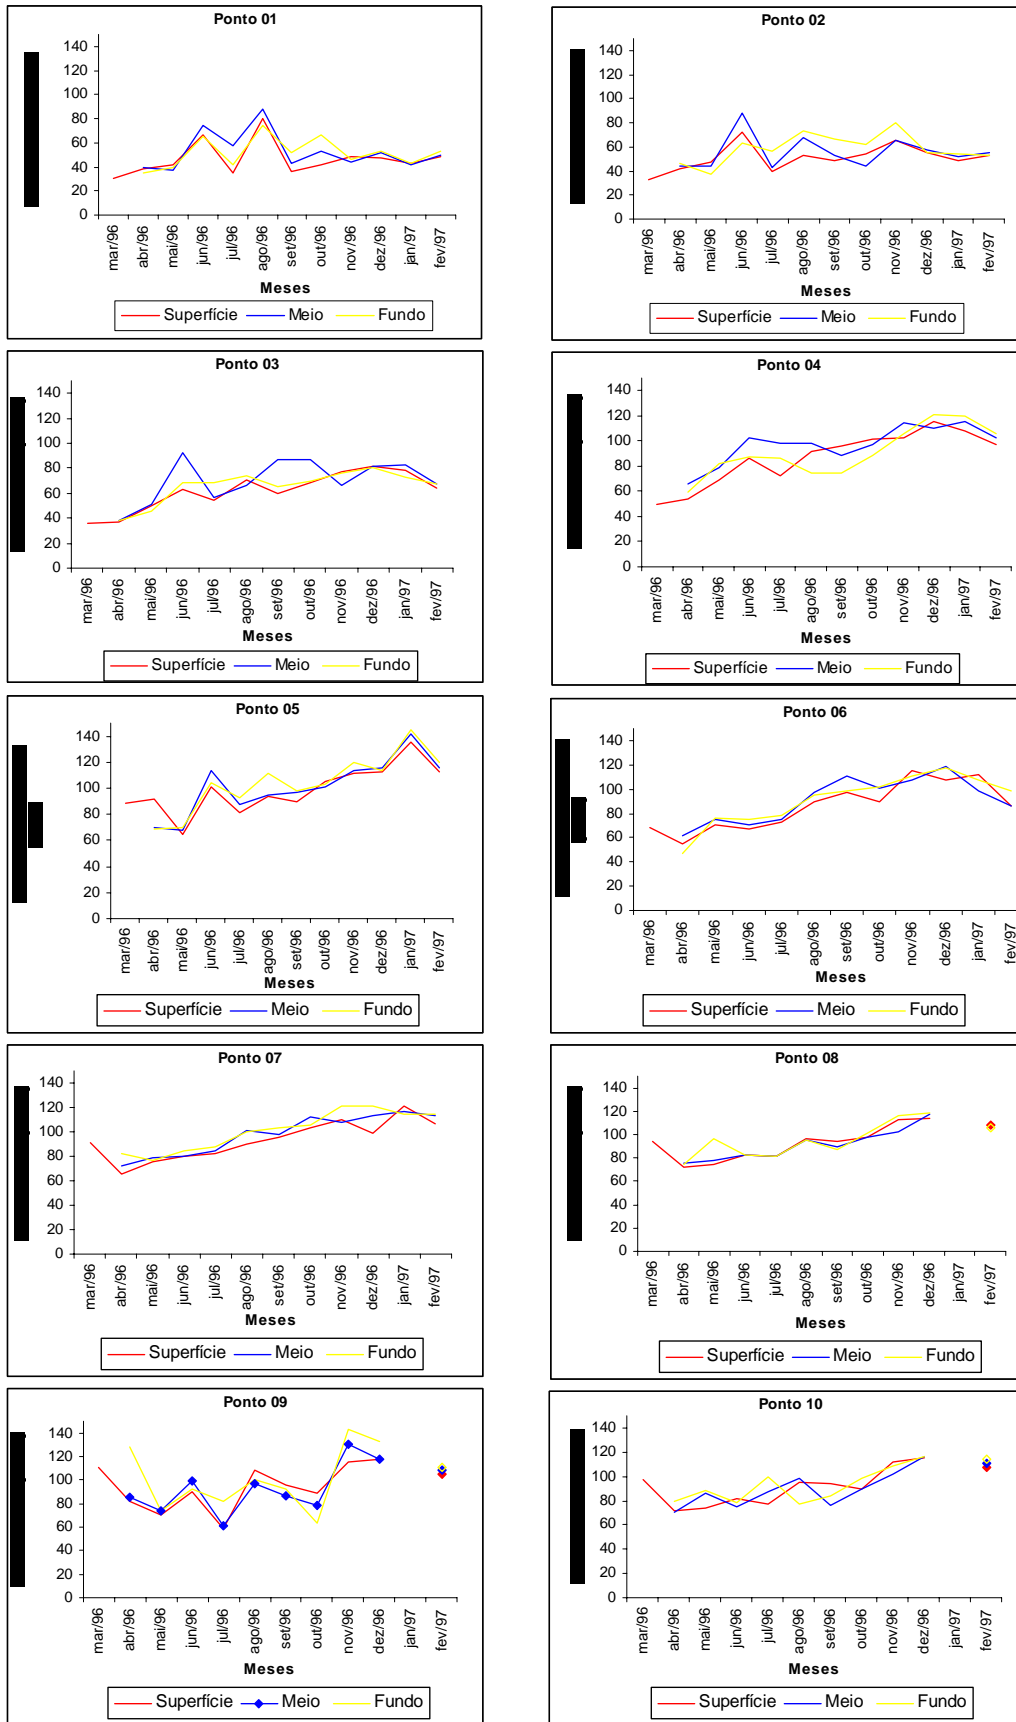 Ponto 01
140
120
100
80
60
40
20
0
mar/96 abr/96 mai/96 jun/96 jul/96 ago/96 set/96 out/96 nov/96 dez/96 jan/97 fev/97
Meses
Superfície Meio Fundo
Ponto 02
140
120
100
80
60
40
20
0
mar/96 abr/96 mai/96 jun/96 jul/96 ago/96 set/96 out/96 nov/96 dez/96 jan/97 fev/97
Meses
Superfície Meio Fundo
Ponto 03
140
120
100
80
60
40
20
0
mar/96 abr/96 mai/96 jun/96 jul/96 ago/96 set/96 out/96 nov/96 dez/96 jan/97 fev/97
Meses
Superfície Meio Fundo
Ponto 04
140
120
100
80
60
40
20
0
mar/96 abr/96 mai/96 jun/96 jul/96 ago/96 set/96 out/96 nov/96 dez/96 jan/97 fev/97
Meses
Superfície Meio Fundo
Ponto 05
140
120
100
80
60
40
20
0
mar/96 abr/96 mai/96 jun/96 jul/96 ago/96 set/96 out/96 nov/96 dez/96 jan/97 fev/97
Meses
Superfície Meio Fundo
Ponto 06
140
120
100
80
60
40
20
0
mar/96 abr/96 mai/96 jun/96 jul/96 ago/96 set/96 out/96 nov/96 dez/96 jan/97 fev/97
Meses
Superfície Meio Fundo
Ponto 07
140
120
100
80
60
40
20
0
mar/96 abr/96 mai/96 jun/96 jul/96 ago/96 set/96 out/96 nov/96 dez/96 jan/97 fev/97
Meses
Superfície Meio Fundo
Ponto 08
140
120
100
80
60
40
20
0
mar/96 abr/96 mai/96 jun/96 jul/96 ago/96 set/96 out/96 nov/96 dez/96 jan/97 fev/97
Meses
Superfície Meio Fundo
Ponto 09
140
120
100
80
60
40
20
0
mar/96 abr/96 mai/96 jun/96 jul/96 ago/96 set/96 out/96 nov/96 dez/96 jan/97 fev/97
Meses
Superfície Meio Fundo
Ponto 10
140
120
100
80
60
40
20
0
mar/96 abr/96 mai/96 jun/96 jul/96 ago/96 set/96 out/96 nov/96 dez/96 jan/97 fev/97
Meses
Superfície Meio Fundo